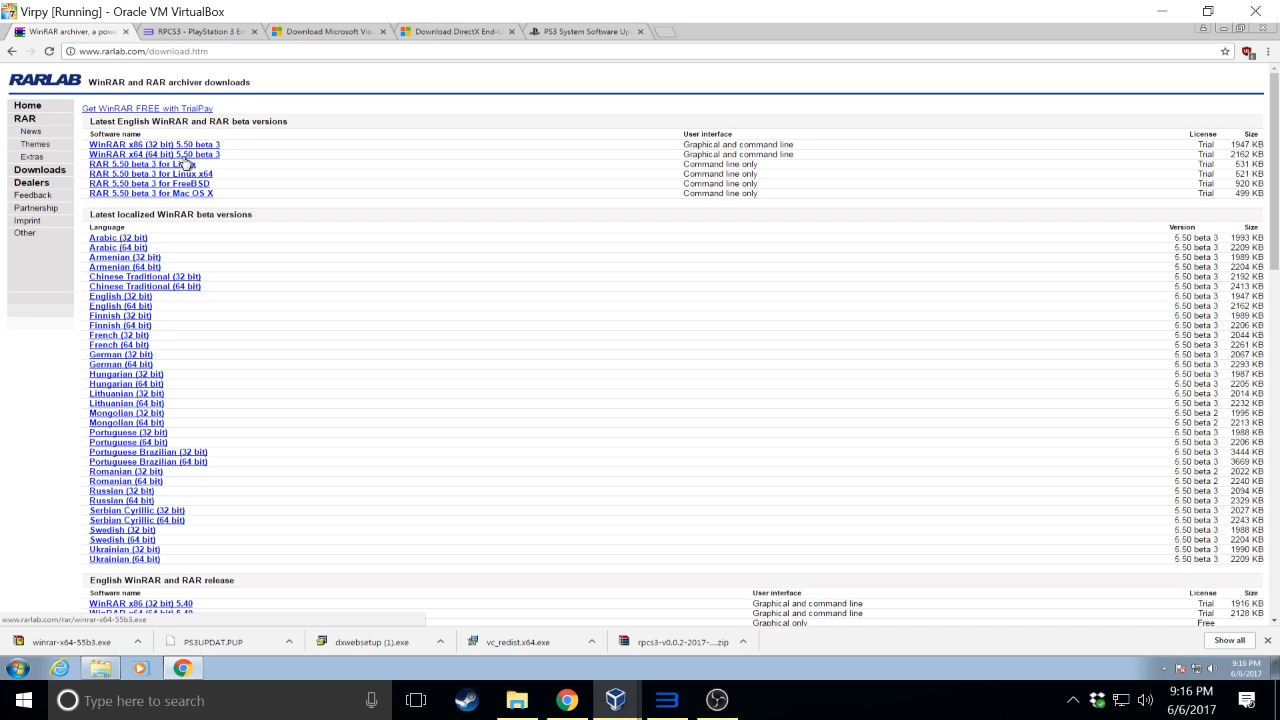 Virpy [Running] - Oracle VM VirtualBox
WinRAR archiver, a pow
RPCS3 - PlayStation 3 En
Download Microsoft Visu
Download DirectX End-U
PS3 System Software Up
www.rarlab.com/download.htm
RARLAB WinRAR and RAR archiver downloads
Home
RAR
News
Themes
Extras
Downloads
Dealers
Feedback
Partnership
Imprint
Other
Get WinRAR FREE with TrialPay
Latest English WinRAR and RAR beta versions
Software name User interface License Size
WinRAR x86 (32 bit) 5.50 beta 3 Graphical and command line Trial 1947 KB
WinRAR x64 (64 bit) 5.50 beta 3 Graphical and command line Trial 2162 KB
RAR 5.50 beta 3 for Linux Command line only Trial 531 KB
RAR 5.50 beta 3 for Linux x64 Command line only Trial 521 KB
RAR 5.50 beta 3 for FreeBSD Command line only Trial 920 KB
RAR 5.50 beta 3 for Mac OS X Command line only Trial 499 KB
Latest localized WinRAR beta versions
Language Version Size
Arabic (32 bit) 5.50 beta 3 1993 KB
Arabic (64 bit) 5.50 beta 3 2209 KB
Armenian (32 bit) 5.50 beta 3 1989 KB
Armenian (64 bit) 5.50 beta 3 2204 KB
Chinese Traditional (32 bit) 5.50 beta 3 2192 KB
Chinese Traditional (64 bit) 5.50 beta 3 2413 KB
English (32 bit) 5.50 beta 3 1947 KB
English (64 bit) 5.50 beta 3 2162 KB
Finnish (32 bit) 5.50 beta 3 1989 KB
Finnish (64 bit) 5.50 beta 3 2206 KB
French (32 bit) 5.50 beta 3 2044 KB
French (64 bit) 5.50 beta 3 2261 KB
German (32 bit) 5.50 beta 3 2067 KB
German (64 bit) 5.50 beta 3 2293 KB
Hungarian (32 bit) 5.50 beta 3 1987 KB
Hungarian (64 bit) 5.50 beta 3 2205 KB
Lithuanian (32 bit) 5.50 beta 3 2014 KB
Lithuanian (64 bit) 5.50 beta 3 2232 KB
Mongolian (32 bit) 5.50 beta 2 1995 KB
Mongolian (64 bit) 5.50 beta 2 2213 KB
Portuguese (32 bit) 5.50 beta 3 1988 KB
Portuguese (64 bit) 5.50 beta 3 2206 KB
Portuguese Brazilian (32 bit) 5.50 beta 3 3444 KB
Portuguese Brazilian (64 bit) 5.50 beta 3 3669 KB
Romanian (32 bit) 5.50 beta 2 2022 KB
Romanian (64 bit) 5.50 beta 2 2240 KB
Russian (32 bit) 5.50 beta 3 2094 KB
Russian (64 bit) 5.50 beta 3 2329 KB
Serbian Cyrillic (32 bit) 5.50 beta 3 2027 KB
Serbian Cyrillic (64 bit) 5.50 beta 3 2243 KB
Swedish (32 bit) 5.50 beta 3 1988 KB
Swedish (64 bit) 5.50 beta 3 2204 KB
Ukrainian (32 bit) 5.50 beta 3 1990 KB
Ukrainian (64 bit) 5.50 beta 3 2209 KB
English WinRAR and RAR release
Software name User interface License Size
WinRAR x86 (32 bit) 5.40 Graphical and command line Trial 1916 KB
WinRAR x64 (64 bit) 5.40 Graphical and command line Trial 2128 KB
Graphical only Free
www.rarlab.com/rar/winrar-x64-55b3.exe
winrar-x64-55b3.exe
PS3UPDAT.PUP
dxwebsetup (1).exe
vc_redist.x64.exe
rpcs3-v0.0.2-2017-....zip
Show all
9:16 PM
6/6/2017
Type here to search
9:16 PM
6/6/2017